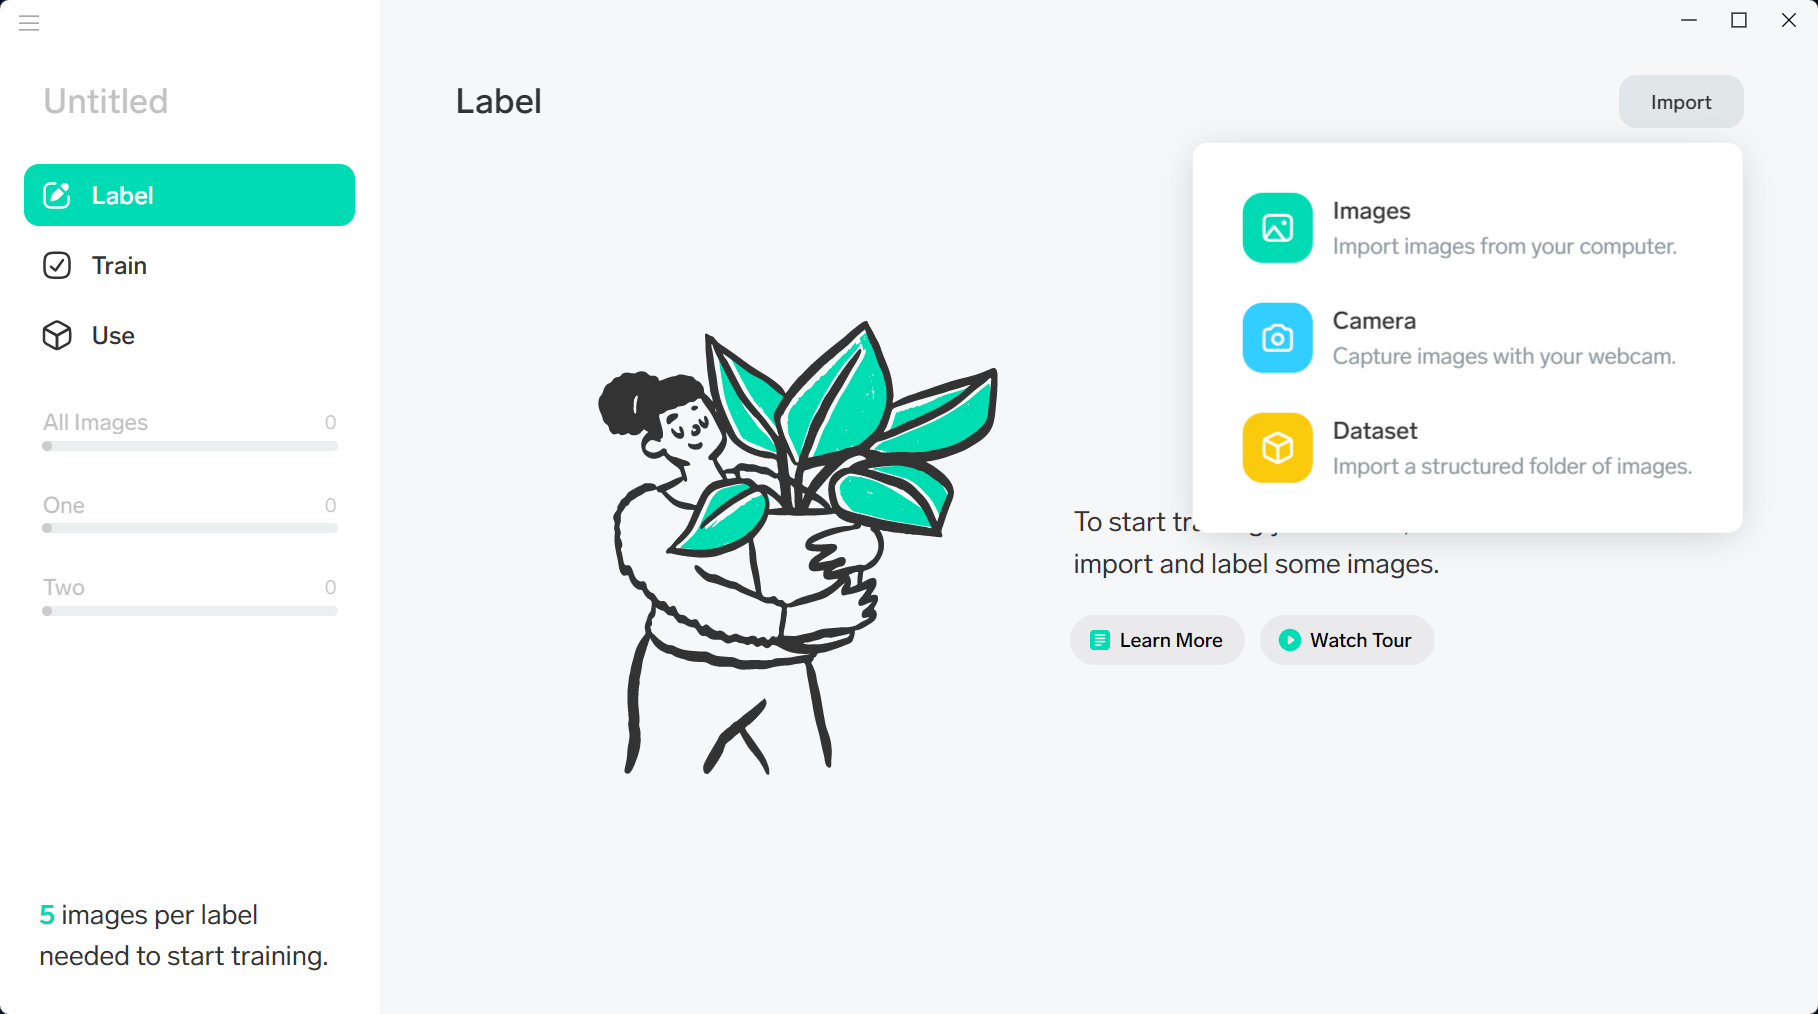 Untitled
Label
Train
Use
All Images 0
One 0
Two 0
5 images per label
needed to start training.
Label
Import
Images
Import images from your computer.
Camera
Capture images with your webcam.
Dataset
Import a structured folder of images.
To start
import and label some images.
Learn More
Watch Tour